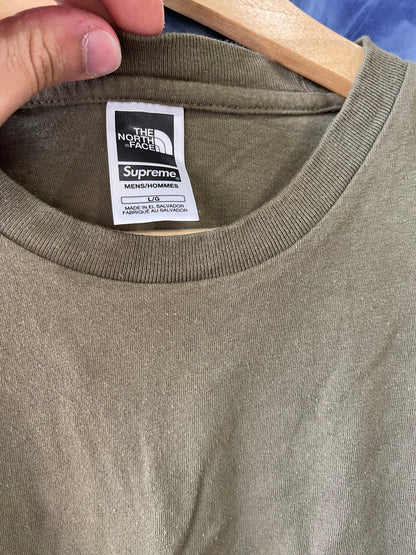 THE
NORTH
FACE
Supreme
MENS/HOMMES
L/G
MADE IN EL SALVADOR
FABRIQUÉ AU SALVADOR